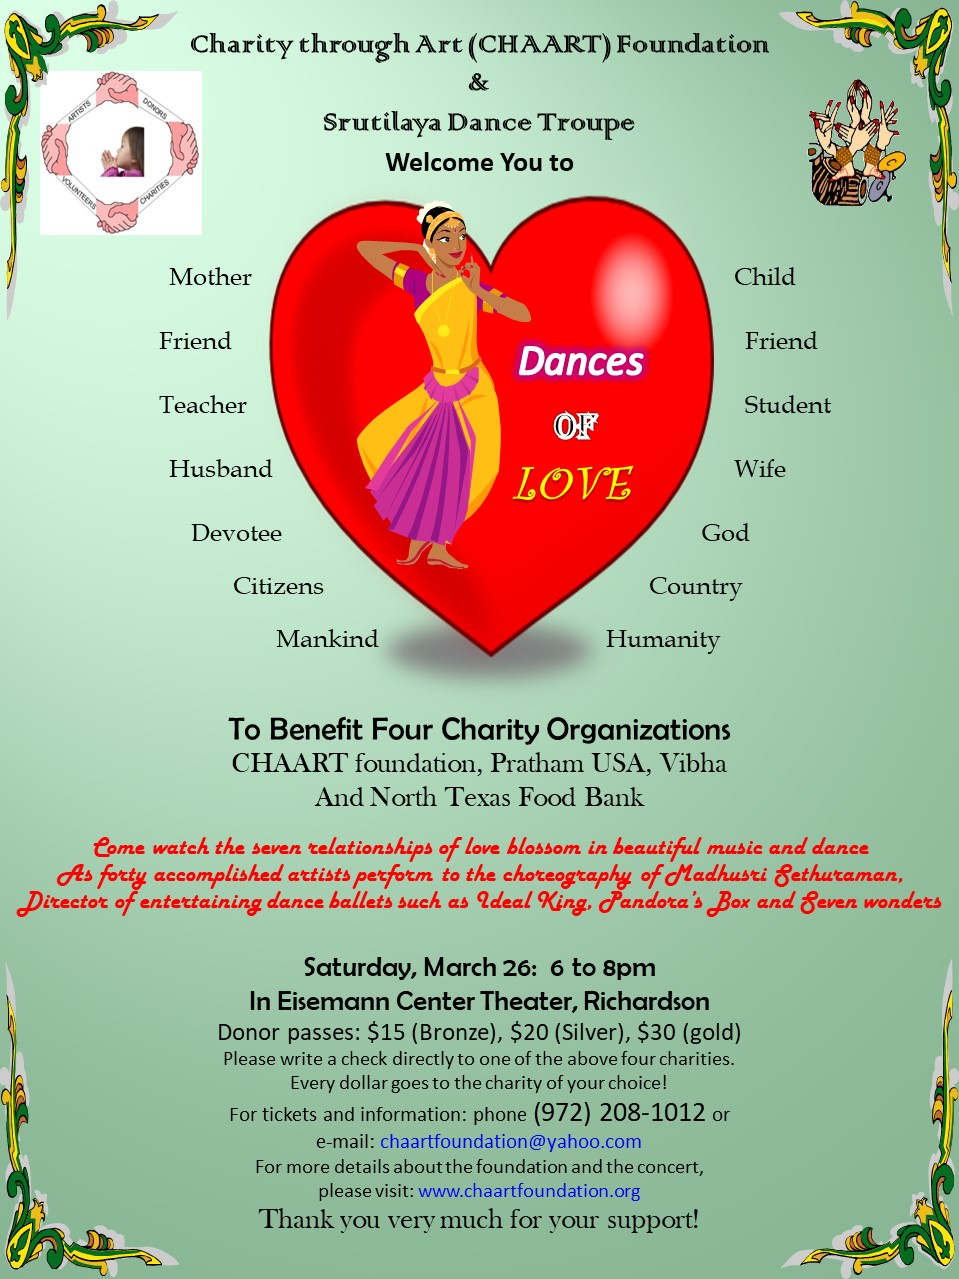 Charity through Art (CHAART) Foundation
&
Srutilaya Dance Troupe
Welcome You to
ARTISTS
DONORS
VOLUNTEERS
CHARITIES
Mother
Child
Friend
Friend
Dances
Teacher
Student
OF
Husband
Wife
LOVE
Devotee
God
Citizens
Country
Mankind
Humanity
To Benefit Four Charity Organizations
CHAART foundation, Pratham USA, Vibha
And North Texas Food Bank
Come watch the seven relationships of love blossom in beautiful music and dance
As forty accomplished artists perform to the choreography of Madhusri Sethuraman,
Director of entertaining dance ballets such as Ideal King, Pandora's Box and Seven wonders
Saturday, March 26: 6 to 8pm
In Eisemann Center Theater, Richardson
Donor passes: $15 (Bronze), $20 (Silver), $30 (gold)
Please write a check directly to one of the above four charities.
Every dollar goes to the charity of your choice!
For tickets and information: phone (972) 208-1012 or
e-mail: chaartfoundation@yahoo.com
For more details about the foundation and the concert,
please visit: www.chaartfoundation.org
Thank you very much for your support!